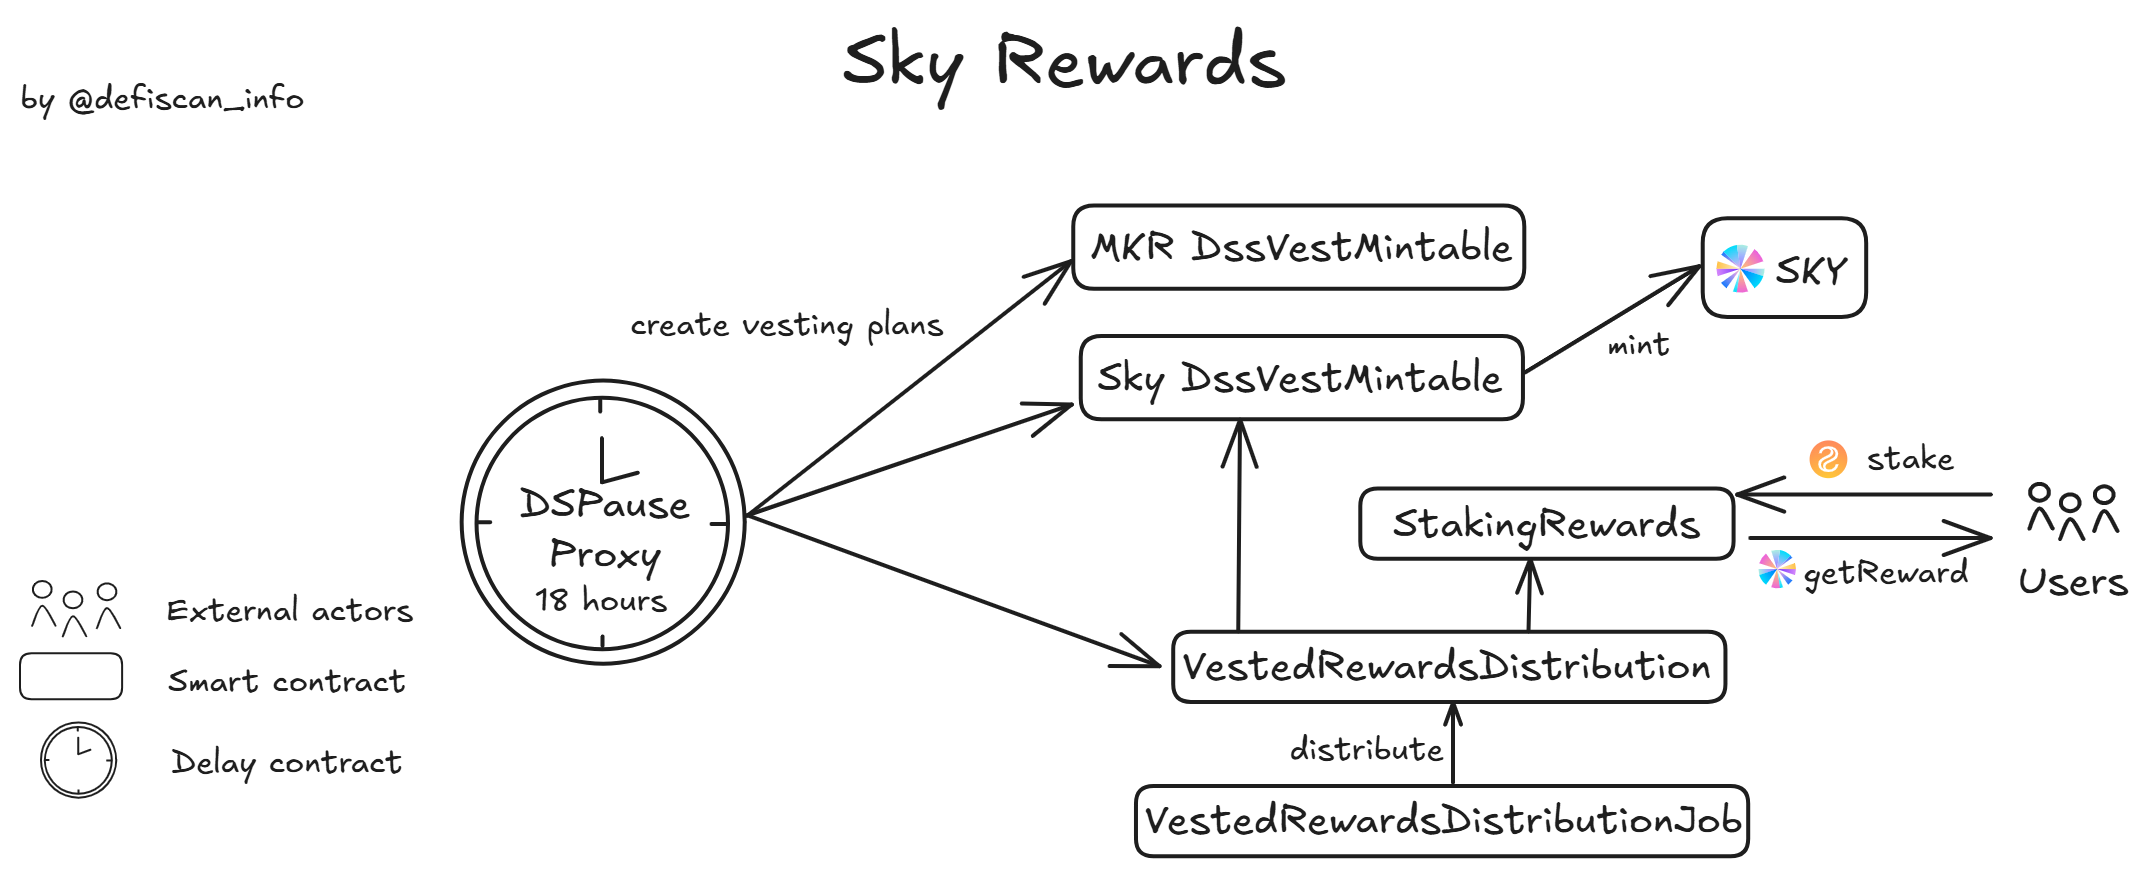 Sky Rewards
by @defiscan_info
MKR DssVestMintable
SKY
create vesting plans
mint
Sky DssVestMintable
stake
DSPause
Proxy
18 hours
StakingRewards
getReward
Users
External actors
Smart contract
Delay contract
VestedRewardsDistribution
distribute
VestedRewardsDistributionJob